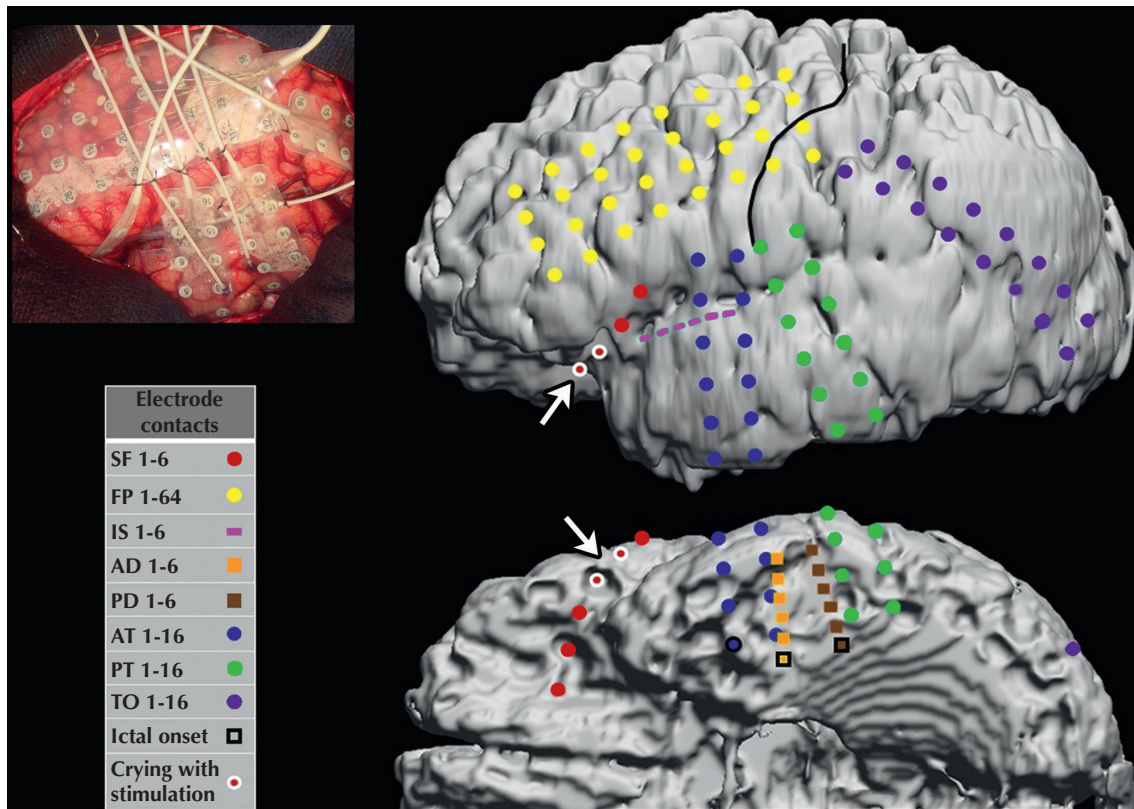 Electrode
contacts
SF 1-6
FP 1-64
IS 1-6
AD 1-6
PD 1-6
AT 1-16
PT 1-16
TO 1-16
Ictal onset
Crying with
stimulation